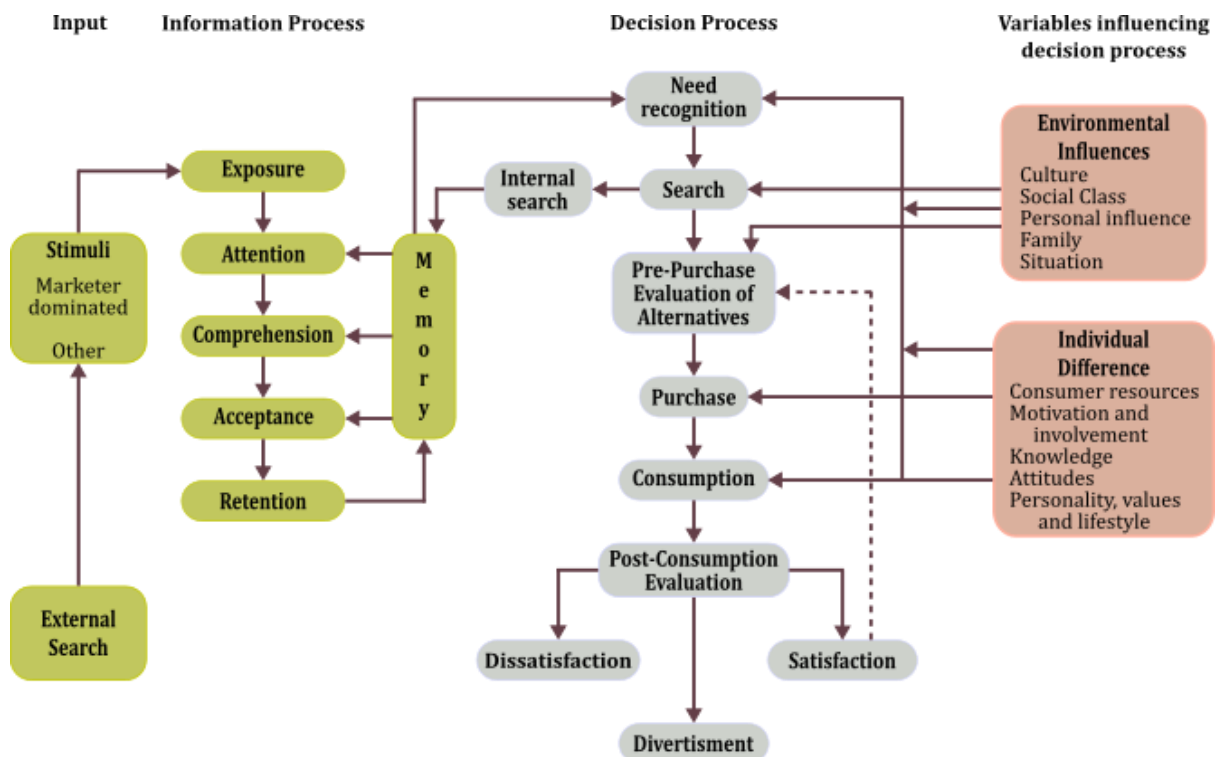 Input
Information Process
Decision Process
Variables influencing
decision process
Stimuli
Marketer
dominated
Other
External
Search
Exposure
Attention
Comprehension
Acceptance
Retention
M
e
m
o
r
y
Need
recognition
Internal
search
Search
Pre-Purchase
Evaluation of
Alternatives
Purchase
Consumption
Post-Consumption
Evaluation
Dissatisfaction
Satisfaction
Divertisment
Environmental
Influences
Culture
Social Class
Personal influence
Family
Situation
Individual
Difference
Consumer resources
Motivation and
involvement
Knowledge
Attitudes
Personality, values
and lifestyle